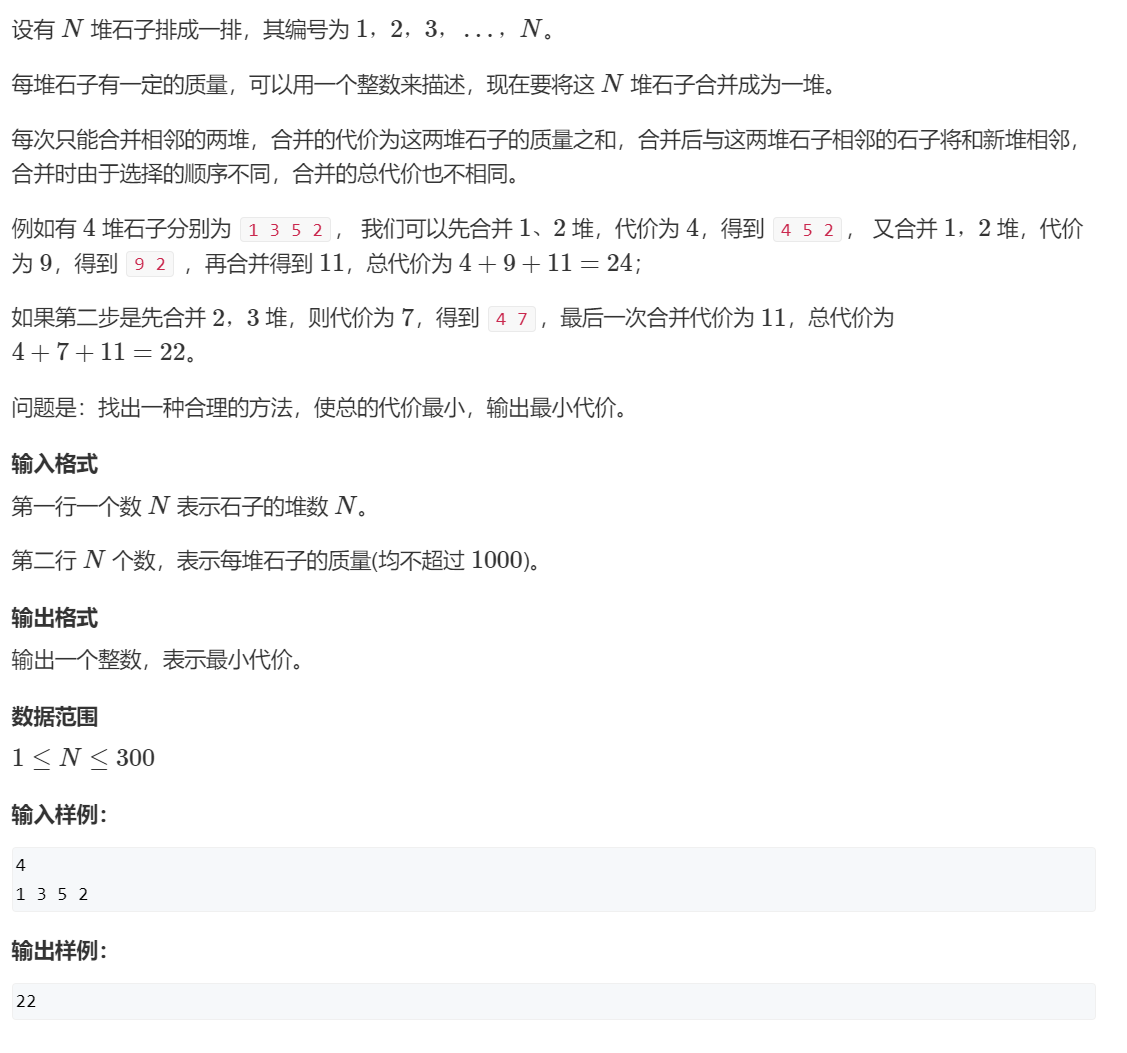 设有 N 堆石子排成一排，其编号为 1，2，3，…，N。
每堆石子有一定的质量，可以用一个整数来描述，现在要将这 N 堆石子合并成为一堆。
每次只能合并相邻的两堆，合并的代价为这两堆石子的质量之和，合并后与这两堆石子相邻的石子将和新堆相邻，
合并时由于选择的顺序不同，合并的总代价也不相同。
例如有 4 堆石子分别为 1 3 5 2 ， 我们可以先合并 1、2 堆，代价为 4，得到 4 5 2 ， 又合并 1，2 堆，代价
为 9，得到 9 2 ，再合并得到 11，总代价为 4 + 9 + 11 = 24；
如果第二步是先合并 2，3 堆，则代价为 7，得到 4 7 ，最后一次合并代价为 11，总代价为
4 + 7 + 11 = 22。
问题是：找出一种合理的方法，使总的代价最小，输出最小代价。
输入格式
第一行一个数 N 表示石子的堆数 N。
第二行 N 个数，表示每堆石子的质量(均不超过 1000)。
输出格式
输出一个整数，表示最小代价。
数据范围
1 ≤ N ≤ 300
输入样例：
4
1 3 5 2
输出样例：
22